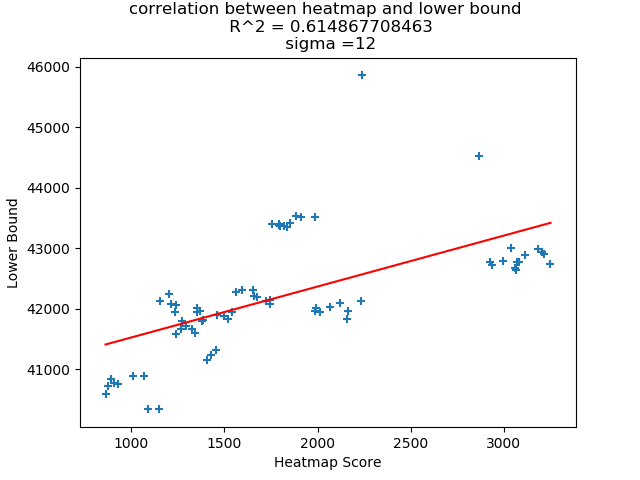 correlation between heatmap and lower bound
R^2 = 0.614867708463
sigma =12
46000
45000
44000
43000
42000
41000
Lower Bound
1000 1500 2000 2500 3000
Heatmap Score